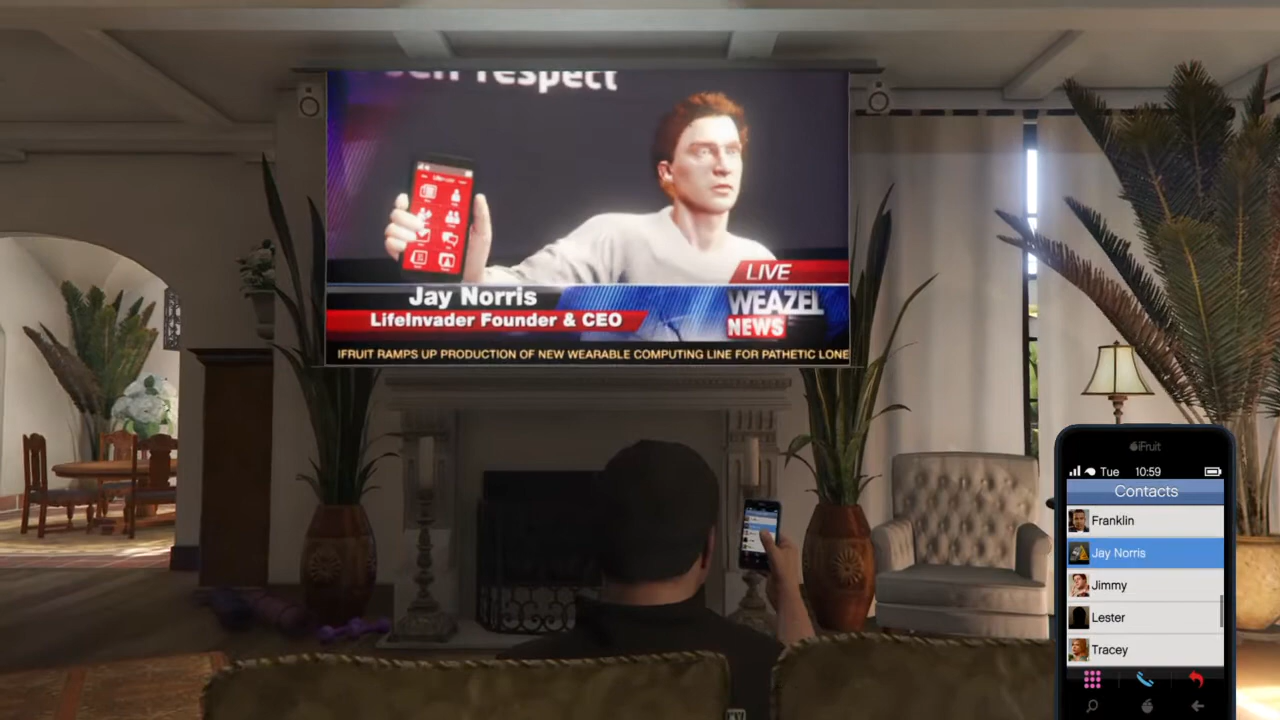 respect
LIVE
Jay Norris
LifeInvader Founder & CEO
WEAZEL
NEWS
IFRUIT RAMPS UP PRODUCTION OF NEW WEARABLE COMPUTING LINE FOR PATHETIC LONE
iFruit
Tue 10:59
Contacts
Franklin
Jay Norris
Jimmy
Lester
Tracey